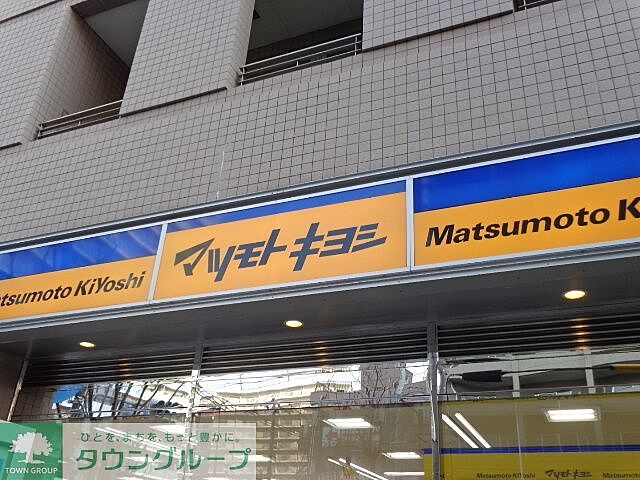 マツモトキヨシ
atsumoto KiYoshi
Matsumoto K
ひとを、まちを、もっと豊かに。
タウングループ
TOWN GROUP
Matsumoto KiYoshi
マツモトキヨシ